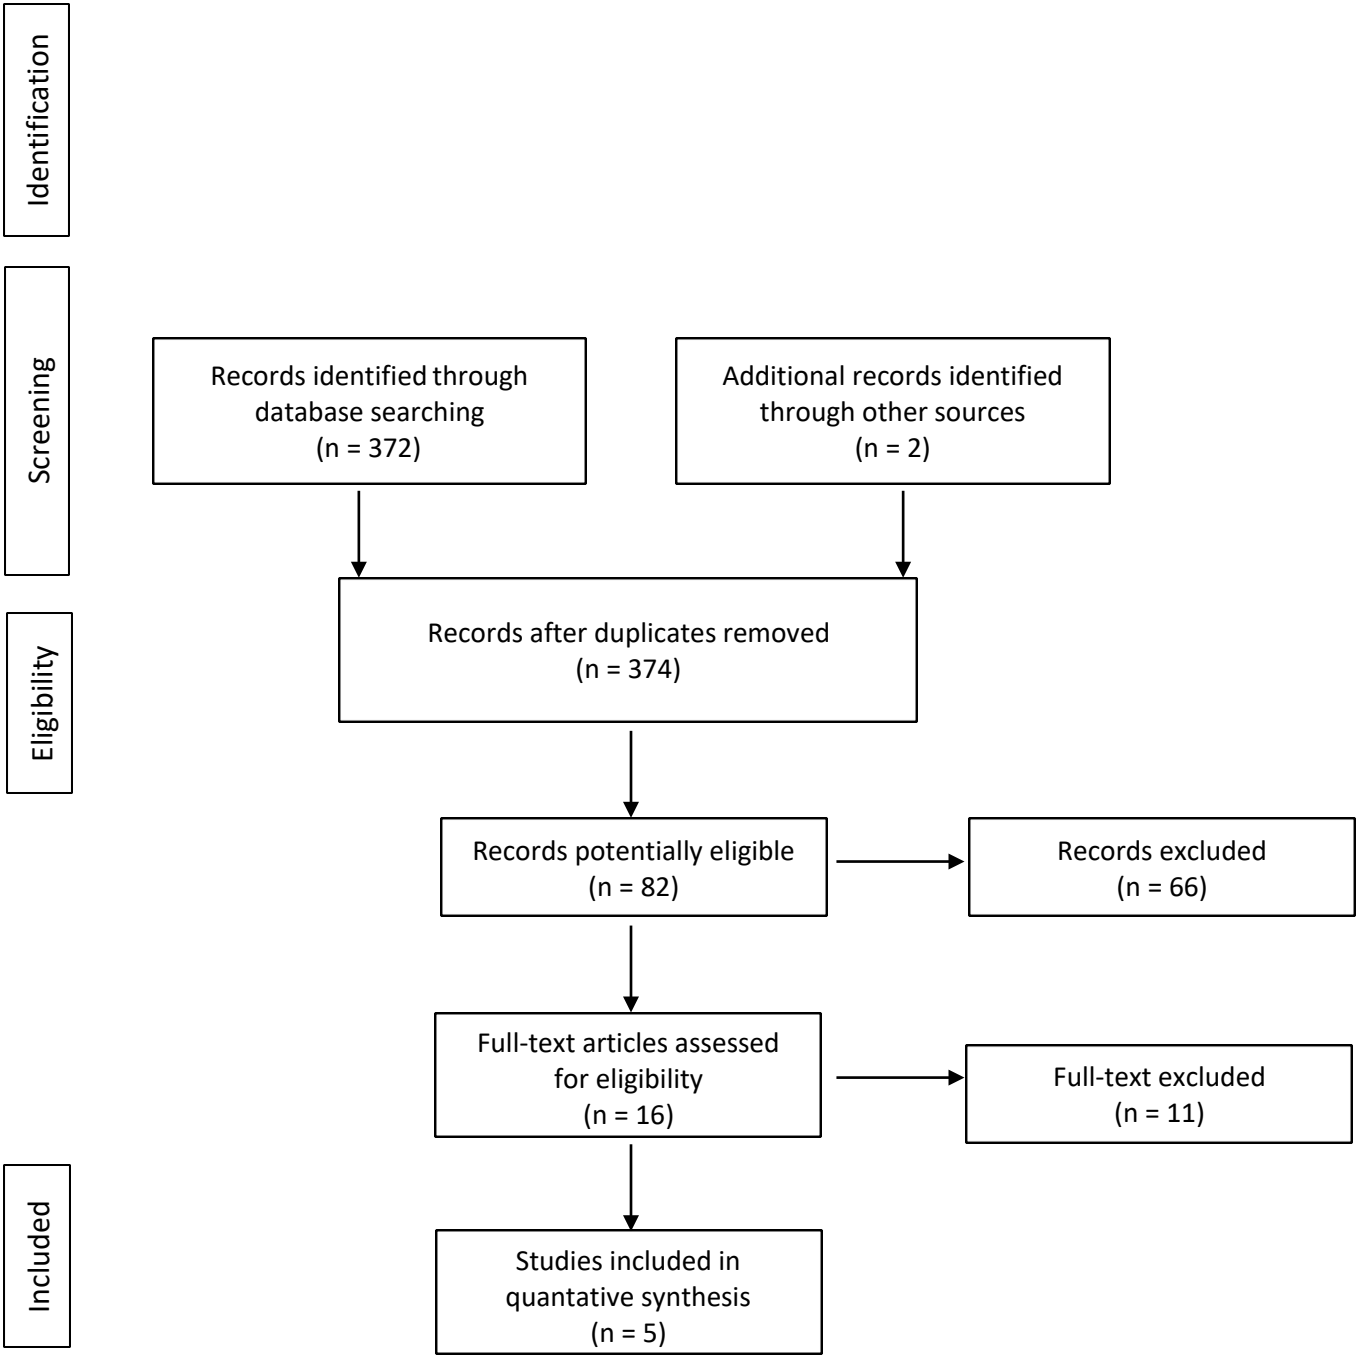 Identification
Screening
Records identified through
database searching
(n = 372)
Additional records identified
through other sources
(n = 2)
Records after duplicates removed
(n = 374)
Eligibility
Records potentially eligible
(n = 82)
Records excluded
(n = 66)
Full-text articles assessed
for eligibility
(n = 16)
Full-text excluded
(n = 11)
Included
Studies included in
quantative synthesis
(n = 5)